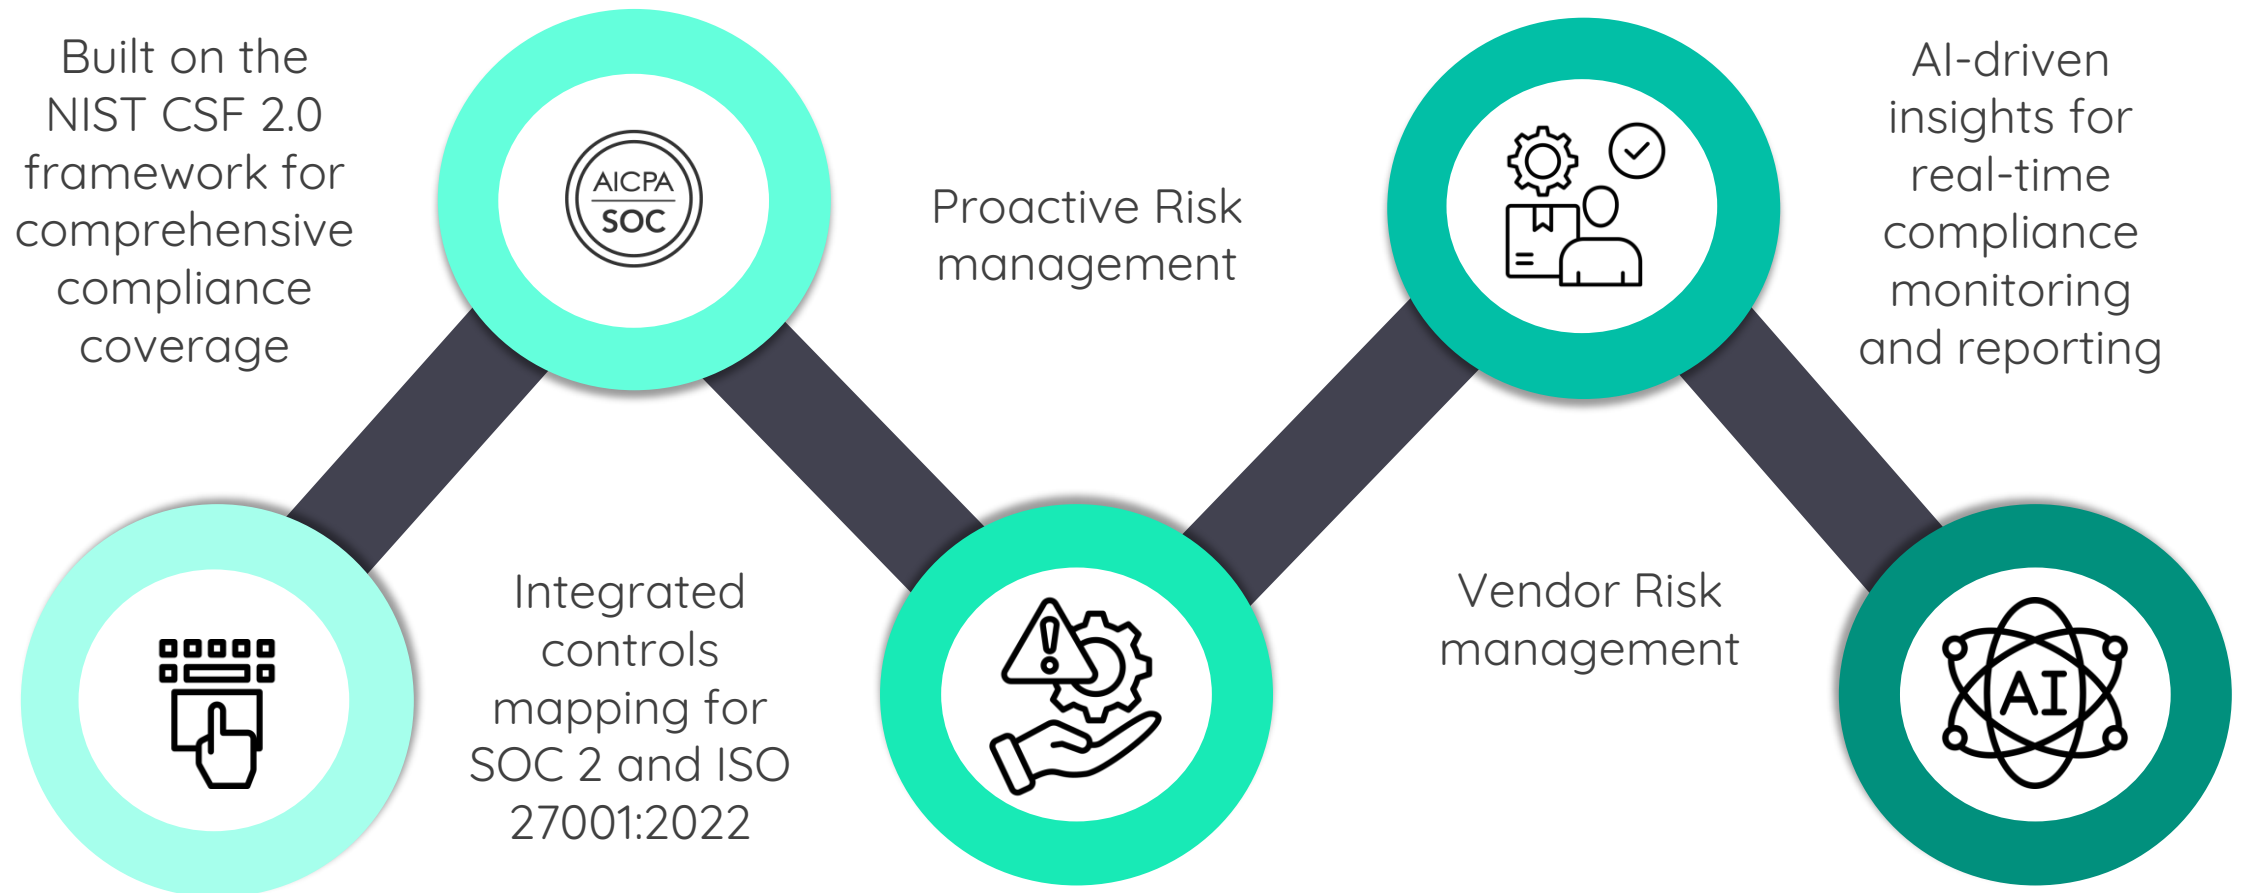 Built on the
NIST CSF 2.0
framework for
comprehensive
compliance
coverage
AICPA
SOC
Integrated
controls
mapping for
SOC 2 and ISO
27001:2022
Proactive Risk
management
Vendor Risk
management
AI-driven
insights for
real-time
compliance
monitoring
and reporting
AI